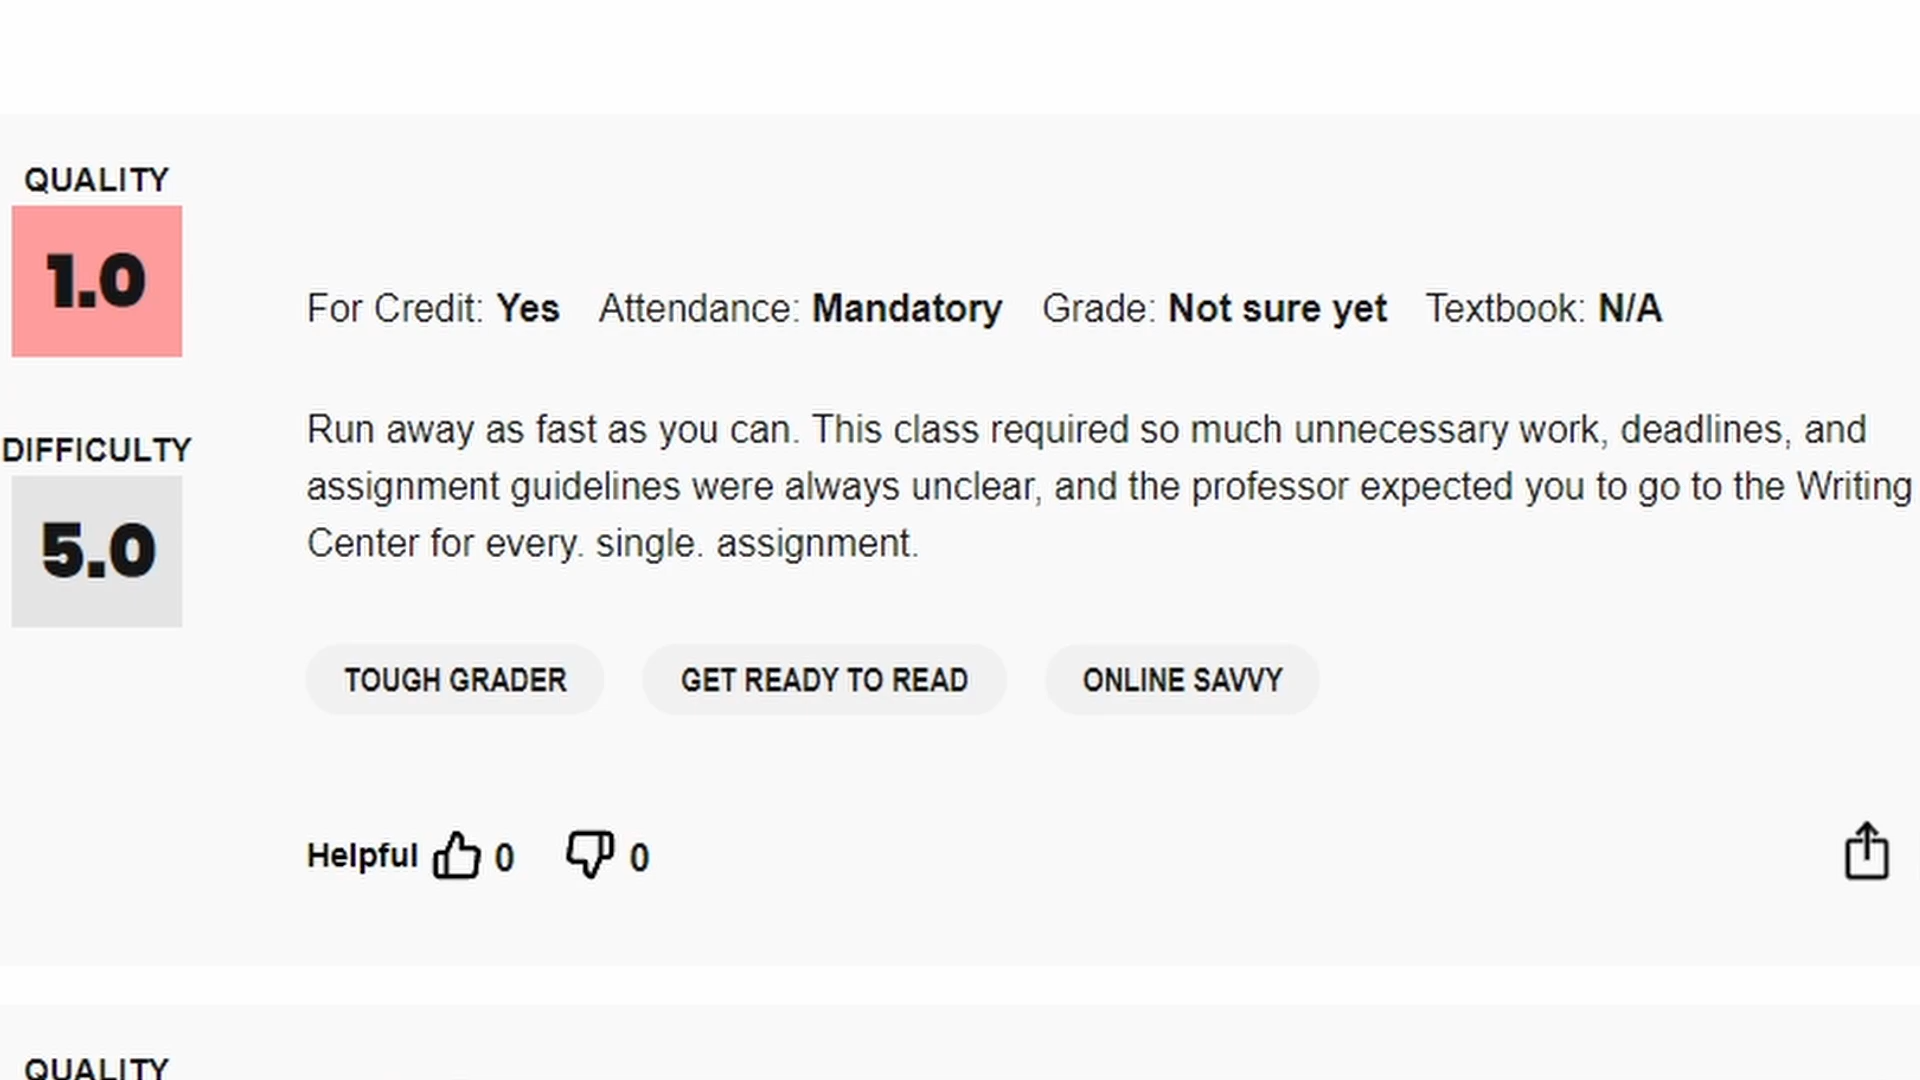 QUALITY
1.0
For Credit: Yes Attendance: Mandatory Grade: Not sure yet Textbook: N/A
DIFFICULTY
5.0
Run away as fast as you can. This class required so much unnecessary work, deadlines, and
assignment guidelines were always unclear, and the professor expected you to go to the Writing
Center for every. single. assignment.
TOUGH GRADER GET READY TO READ ONLINE SAVVY
Helpful 0 0
QUALITY